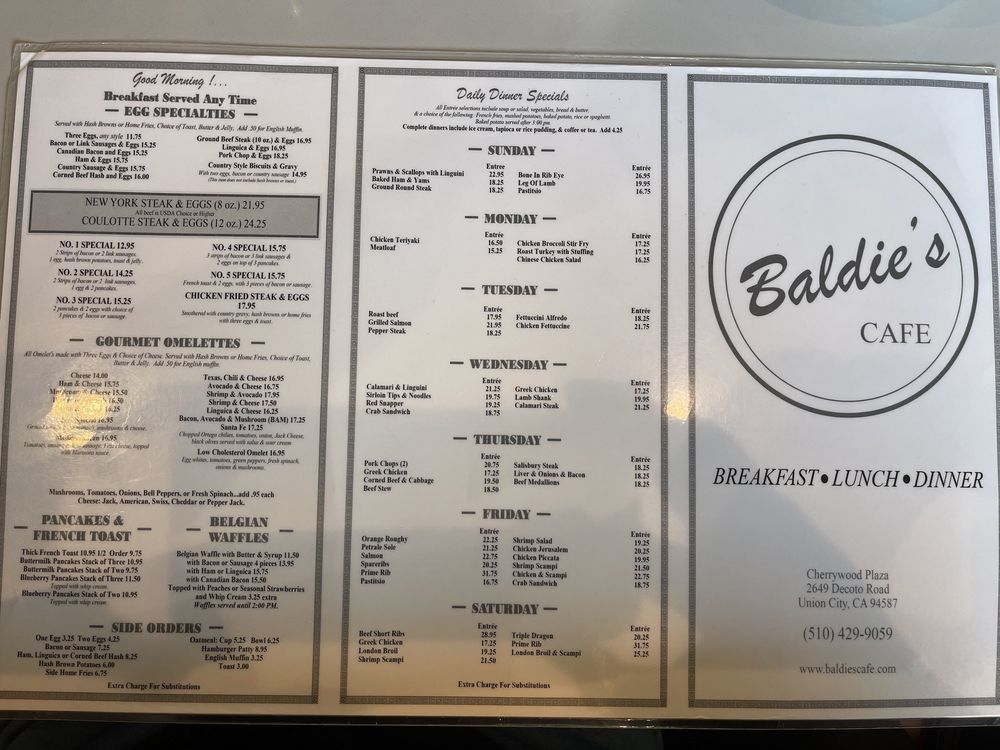 Good Morning !...
Breakfast Served Any Time
— EGG SPECIALTIES —
Served with Hash Browns or Home Fries, Choice of Toast, Butter & Jelly. Add .50 for English Muffin.
Three Eggs, any style 11.75
Bacon or Link Sausages & Eggs 15.25
Canadian Bacon and Eggs 15.25
Ham & Eggs 15.75
Country Sausage & Eggs 15.75
Corned Beef Hash and Eggs 16.00
Ground Beef Steak (10 oz.) & Eggs 16.95
Linguica & Eggs 16.95
Pork Chop & Eggs 18.25
Country Style Biscuits & Gravy
With two eggs, bacon or country sausage 14.95
(This item does not include hash browns or toast.)
NEW YORK STEAK & EGGS (8 oz.) 21.95
All beef is USDA Choice or Higher
COULOTTE STEAK & EGGS (12 oz.) 24.25
NO. 1 SPECIAL 12.95
2 Strips of bacon or 2 link sausages,
1 egg, hash brown potatoes, toast & jelly.
NO. 2 SPECIAL 14.25
2 Strips of bacon or 2 link sausages,
1 egg & 2 pancakes.
NO. 3 SPECIAL 15.25
2 pancakes & 2 eggs with choice of
3 pieces of bacon or sausage.
NO. 4 SPECIAL 15.75
3 strips of bacon or 3 link sausages &
2 eggs on top of 3 pancakes.
NO. 5 SPECIAL 15.75
French toast & 2 eggs, with 3 pieces of bacon or sausage.
CHICKEN FRIED STEAK & EGGS
17.95
Smothered with country gravy, hash browns or home fries
with three eggs & toast.
— GOURMET OMELETTES —
All Omelet's made with Three Eggs & Choice of Cheese. Served with Hash Browns or Home Fries, Choice of Toast,
Butter & Jelly. Add .50 for English muffin.
Cheese 14.00
Ham & Cheese 15.75
& Cheese 15.50
16.50
16.25
16.95
mushrooms & cheese.
16.95
Tomatoes, sausage, Feta cheese, topped
with Marinara sauce.
Texas, Chili & Cheese 16.95
Avocado & Cheese 16.75
Shrimp & Avocado 17.95
Shrimp & Cheese 17.50
Linguica & Cheese 16.25
Bacon, Avocado & Mushroom (BAM) 17.25
Santa Fe 17.25
Chopped Ortega chilies, tomatoes, onion, Jack Cheese,
black olives served with salsa & sour cream
Low Cholesterol Omelet 16.95
Egg whites, tomatoes, green peppers, fresh spinach,
onions & mushrooms.
Mushrooms, Tomatoes, Onions, Bell Peppers, or Fresh Spinach...add .95 each
Cheese: Jack, American, Swiss, Cheddar or Pepper Jack.
PANCAKES &
— FRENCH TOAST —
Thick French Toast 10.95 1/2 Order 9.75
Buttermilk Pancakes Stack of Three 10.95
Buttermilk Pancakes Stack of Two 9.75
Blueberry Pancakes Stack of Three 11.50
Topped with whip cream
Blueberry Pancakes Stack of Two 10.95
Topped with whip cream
BELGIAN
— WAFFLES —
Belgian Waffle with Butter & Syrup 11.50
with Bacon or Sausage 4 pieces 13.95
with Ham or Linguica 15.75
with Canadian Bacon 15.50
Topped with Peaches or Seasonal Strawberries
and Whip Cream 3.25 extra
Waffles served until 2:00 PM.
— SIDE ORDERS —
One Egg 3.25 Two Eggs 4.25
Bacon or Sausage 7.25
Ham, Linguica or Corned Beef Hash 8.25
Hash Brown Potatoes 6.00
Side Home Fries 6.75
Oatmeal: Cup 5.25 Bowl 6.25
Hamburger Patty 8.95
English Muffin 3.25
Toast 3.00
Extra Charge For Substitutions
Daily Dinner Specials
All Entrée selections include soup or salad, vegetables, bread & butter,
& a choice of the following. French fries, mashed potatoes, baked potato, rice or spaghetti.
Baked potato served after 3:00 pm.
Complete dinners include ice cream, tapioca or rice pudding, & coffee or tea. Add 4.25
— SUNDAY —
Entree
Prawns & Scallops with Linguini 22.95
Baked Ham & Yams 18.25
Ground Round Steak 18.25
Entrée
Bone In Rib Eye 26.95
Leg Of Lamb 19.95
Pastitsio 16.75
— MONDAY —
Entrée
Chicken Teriyaki 16.50
Meatloaf 15.25
Entrée
Chicken Broccoli Stir Fry 17.25
Roast Turkey with Stuffing 17.25
Chinese Chicken Salad 16.25
— TUESDAY —
Entrée
Roast beef 17.95
Grilled Salmon 21.95
Pepper Steak 18.25
Entrée
Fettuccini Alfredo 18.25
Chicken Fettuccine 21.75
— WEDNESDAY —
Entrée
Calamari & Linguini 21.25
Sirloin Tips & Noodles 19.75
Red Snapper 19.25
Crab Sandwich 18.75
Entrée
Greek Chicken 17.25
Lamb Shank 19.95
Calamari Steak 21.25
— THURSDAY —
Entrée
Pork Chops (2) 20.75
Greek Chicken 17.25
Corned Beef & Cabbage 19.50
Beef Stew 18.50
Entrée
Salisbury Steak 18.25
Liver & Onions & Bacon 18.25
Beef Medallions 18.25
— FRIDAY —
Entrée
Orange Roughy 22.25
Petrale Sole 21.25
Salmon 22.75
Spareribs 20.25
Prime Rib 31.75
Pastitsio 16.75
Entrée
Shrimp Salad 19.25
Chicken Jerusalem 20.25
Chicken Piccata 19.95
Shrimp Scampi 21.50
Chicken & Scampi 22.75
Crab Sandwich 18.75
— SATURDAY —
Entrée
Beef Short Ribs 28.95
Greek Chicken 17.25
London Broil 19.25
Shrimp Scampi 21.50
Entrée
Triple Dragon 20.25
Prime Rib 31.75
London Broil & Scampi 25.25
Extra Charge For Substitutions
Baldie's
CAFE
BREAKFAST • LUNCH • DINNER
Cherrywood Plaza
2649 Decoto Road
Union City, CA 94587
(510) 429-9059
www.baldiescafe.com